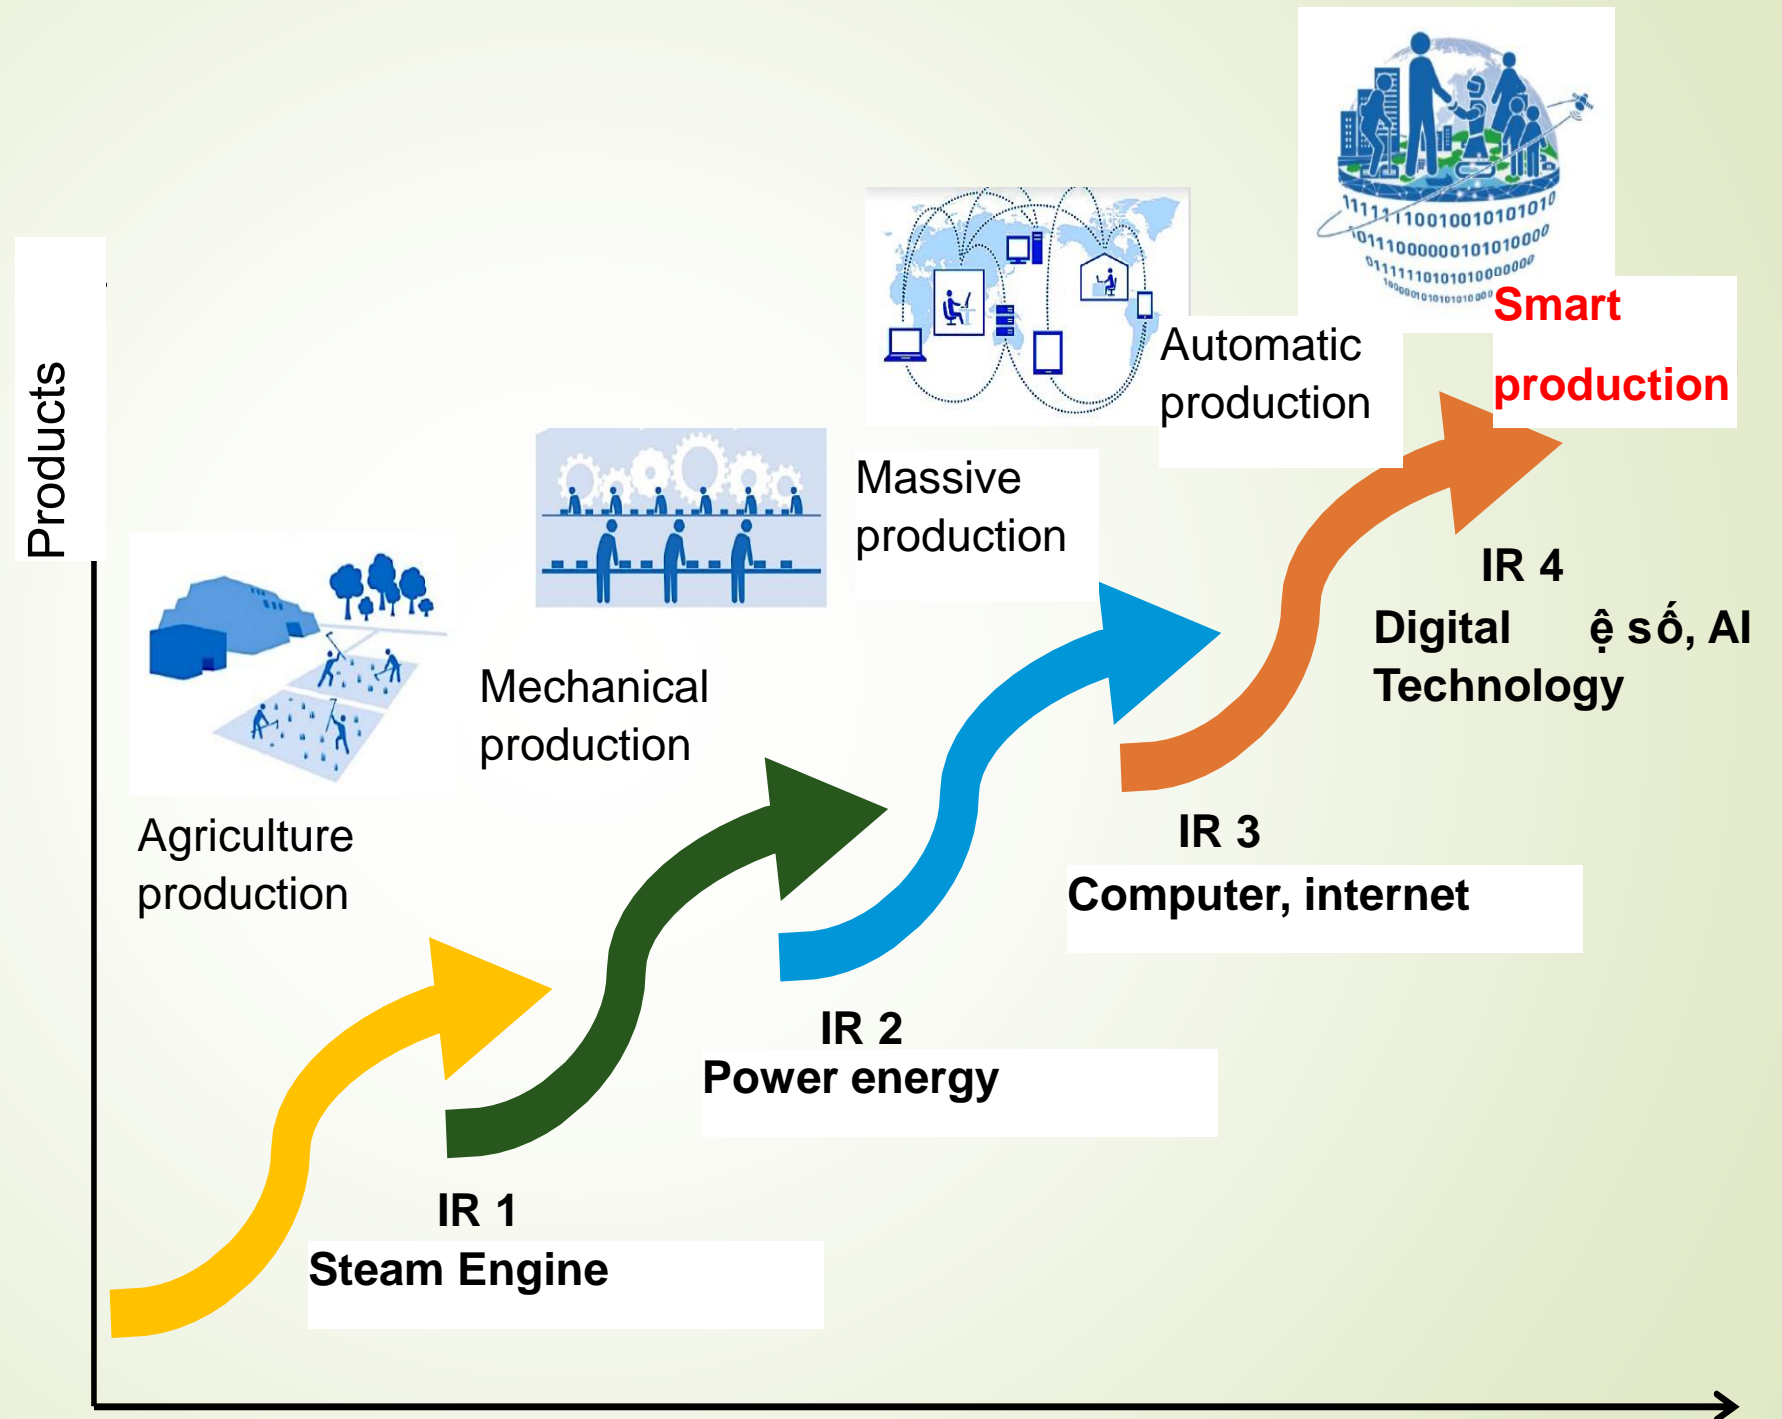 Products
Agriculture
production
Mechanical
production
Massive
production
Automatic
production
Smart
production
IR 1
Steam Engine
IR 2
Power energy
IR 3
Computer, internet
IR 4
Digital ệ số, AI
Technology